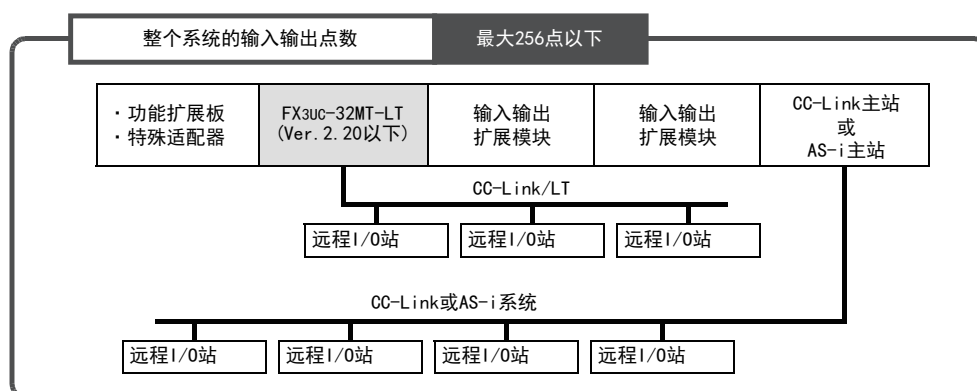 整个系统的输入输出点数
最大256点以下
·功能扩展板
·特殊适配器
FX3UC-32MT-LT
(Ver.2.20以下)
输入输出
扩展模块
输入输出
扩展模块
CC-Link主站
或
AS-i主站
CC-Link/LT
远程I/O站
远程I/O站
远程I/O站
CC-Link或AS-i系统
远程I/O站
远程I/O站
远程I/O站
远程I/O站